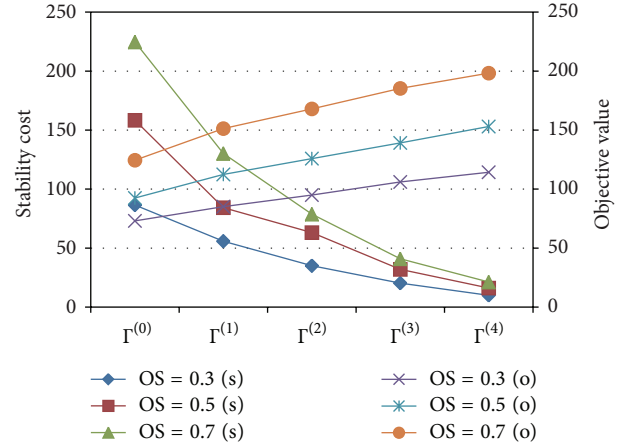 250 250
200 200
150 150
100 100
50 50
0 0
Stability cost
Objective value
Γ(0) Γ(1) Γ(2) Γ(3) Γ(4)
OS = 0.3 (s) OS = 0.3 (o)
OS = 0.5 (s) OS = 0.5 (o)
OS = 0.7 (s) OS = 0.7 (o)